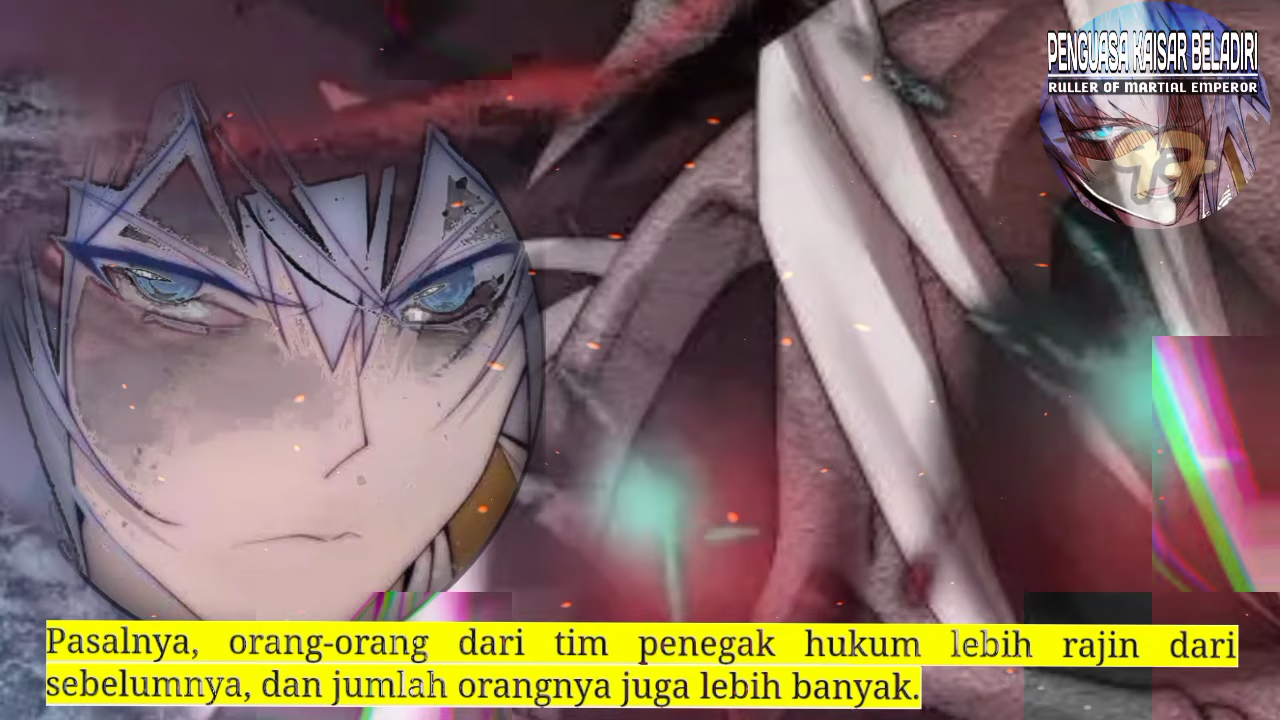 PENGUASA KAISAR BELADIRI
RULLER OF MARTIAL EMPEROR
Pasalnya, orang-orang dari tim penegak hukum lebih rajin dari
sebelumnya, dan jumlah orangnya juga lebih banyak.